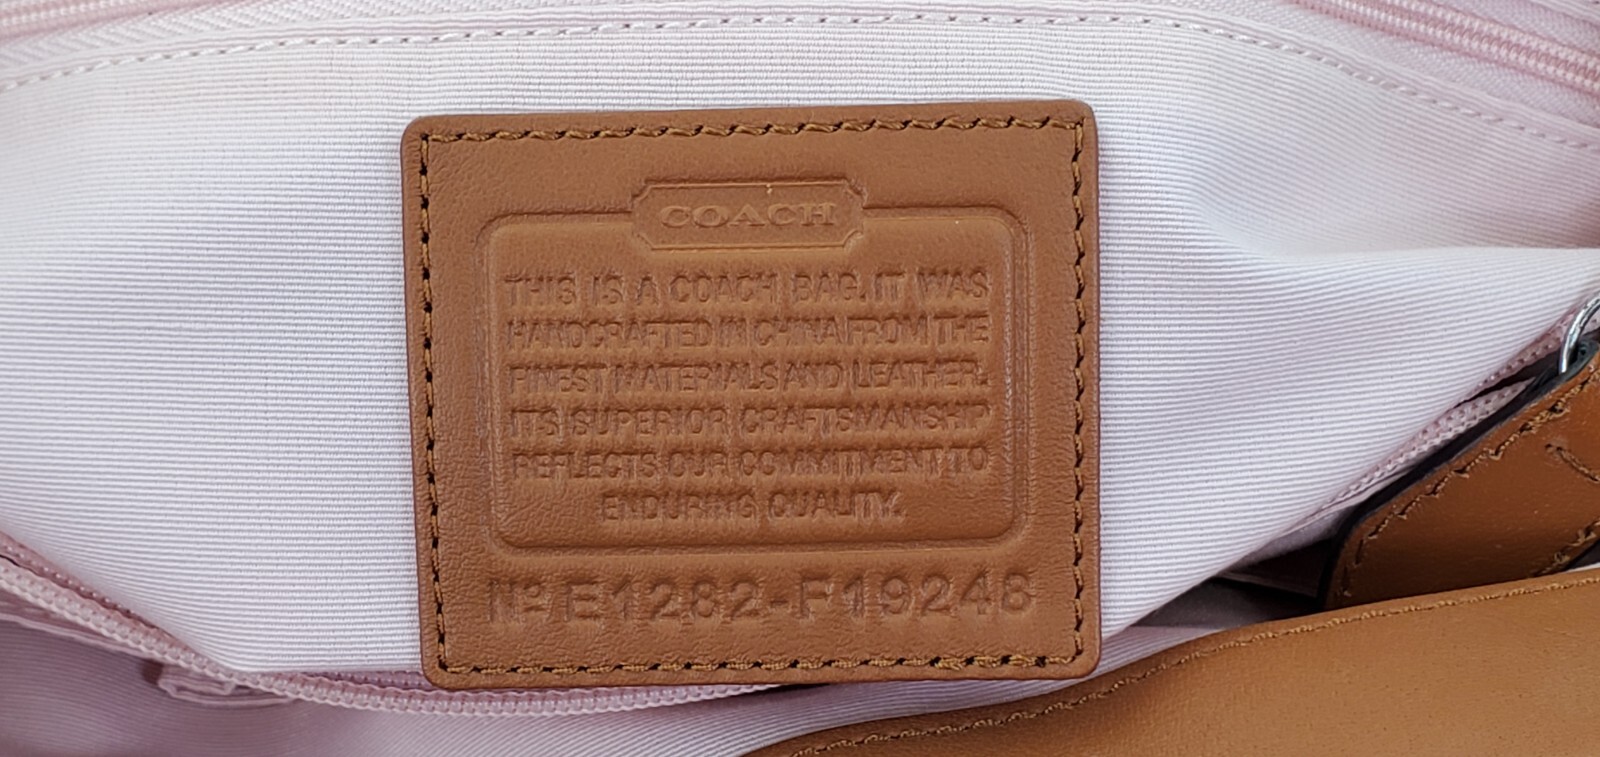 COACH
THIS IS A COACH BAG. IT WAS
HANDCRAFTED IN CHINA FROM THE
FINEST MATERIALS AND LEATHER.
ITS SUPERIOR CRAFTSMANSHIP
REFLECTS OUR COMMITMENT TO
ENDURING QUALITY.
Nº E1282-F19248